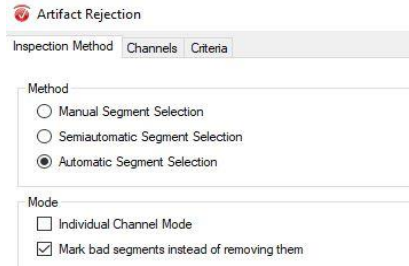 Artifact Rejection
Inspection Method Channels Criteria
Method
Manual Segment Selection
Semiautomatic Segment Selection
Automatic Segment Selection
Mode
Individual Channel Mode
Mark bad segments instead of removing them